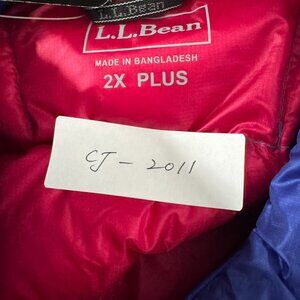 L.L.Bean
L.L.Bean
MADE IN BANGLADESH
2X PLUS
CJ - 2011